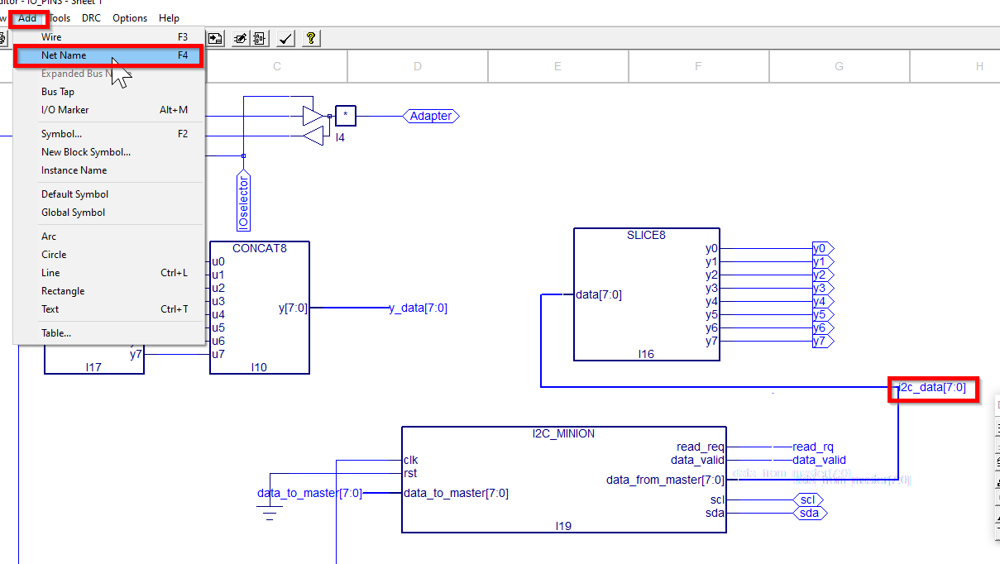 ditor - IO_PINS - Sheet 1
w Add Tools DRC Options Help
Wire F3
Net Name F4
Expanded Bus N
Bus Tap
I/O Marker Alt+M
Symbol... F2
New Block Symbol...
Instance Name
Default Symbol
Global Symbol
Arc
Circle
Line Ctrl+L
Rectangle
Text Ctrl+T
Table...
C D E F G H
*
Adapter
I4
IOselector
CONCAT8
u0
u1
u2
u3
u4
u5
u6
u7
y[7:0]
y_data[7:0]
I10
y7
I17
SLICE8
data[7:0]
y0 y0
y1 y1
y2 y2
y3 y3
y4 y4
y5 y5
y6 y6
y7 y7
I16
i2c_data[7:0]
I2C_MINION
clk
rst
data_to_master[7:0] data_to_master[7:0]
read_req read_rq
data_valid data_valid
data_from_master[7:0]
scl scl
sda sda
I19